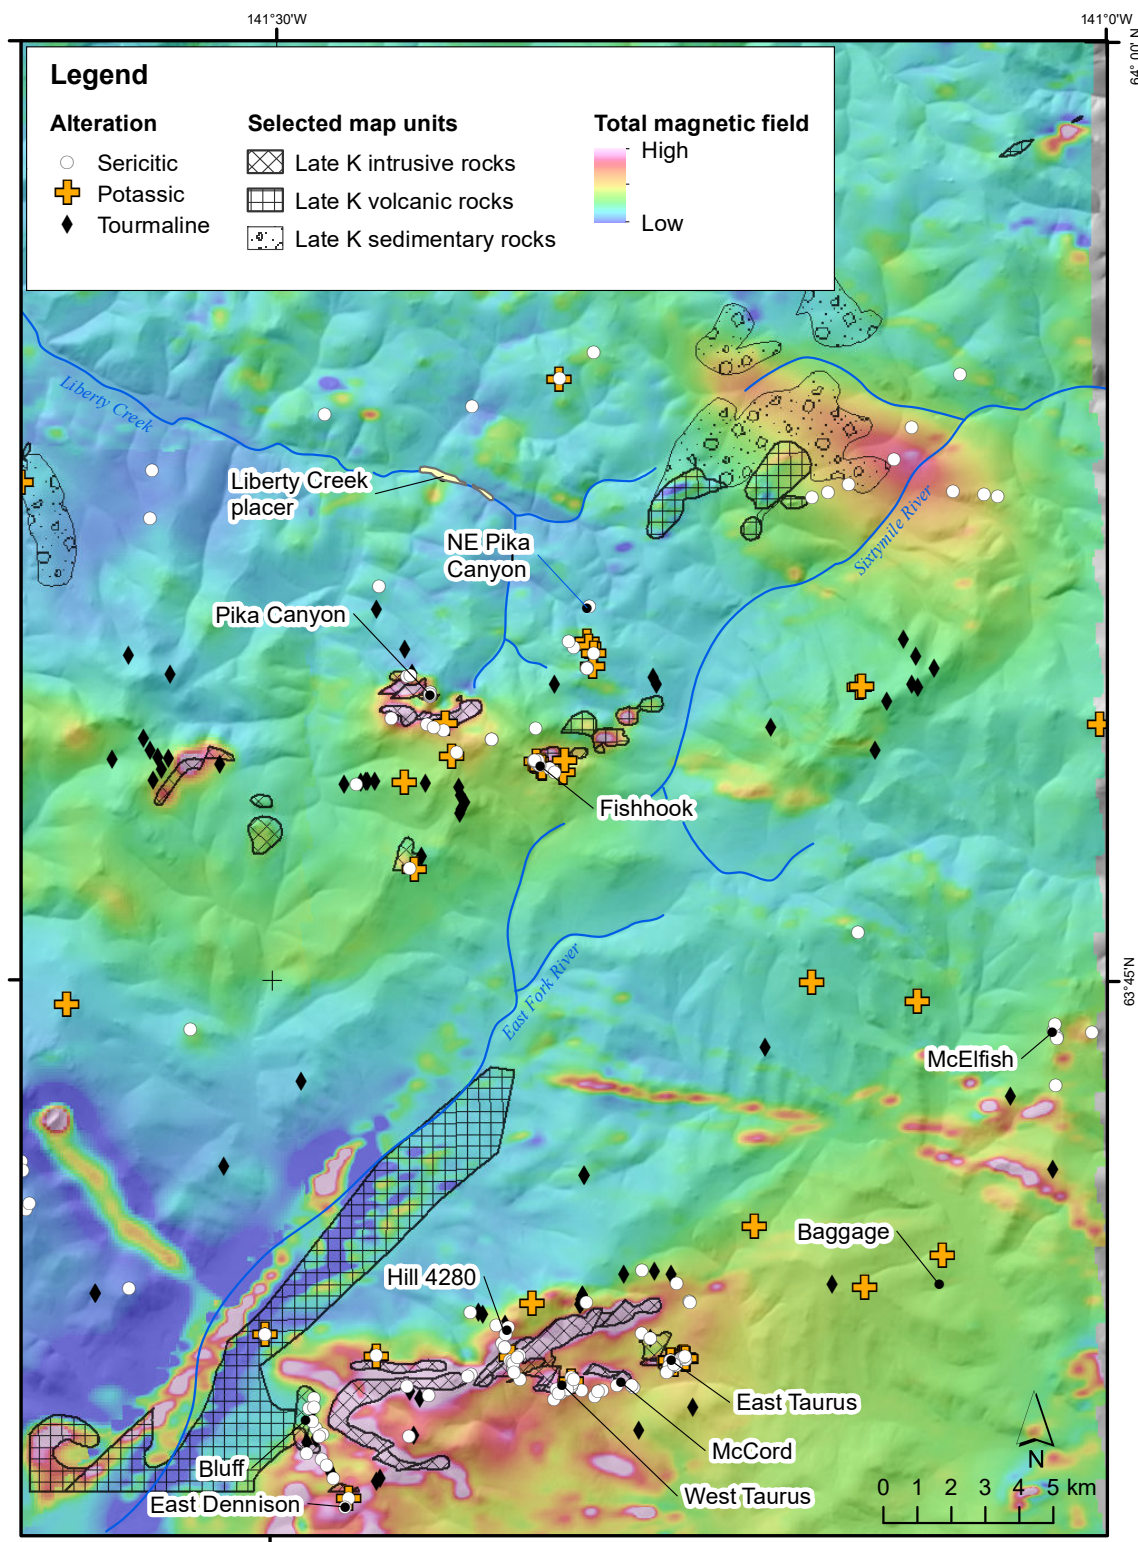 141°30'W
141°0'W
64° 00' N
Legend
Alteration
Sericitic
Potassic
Tourmaline
Selected map units
Late K intrusive rocks
Late K volcanic rocks
Late K sedimentary rocks
Total magnetic field
High
Low
Liberty Creek
Liberty Creek
placer
NE Pika
Canyon
Sixtymile River
Pika Canyon
Fishhook
63°45'N
East Fork River
McElfish
Baggage
Hill 4280
East Taurus
McCord
Bluff
West Taurus
East Dennison
N
0 1 2 3 4 5 km